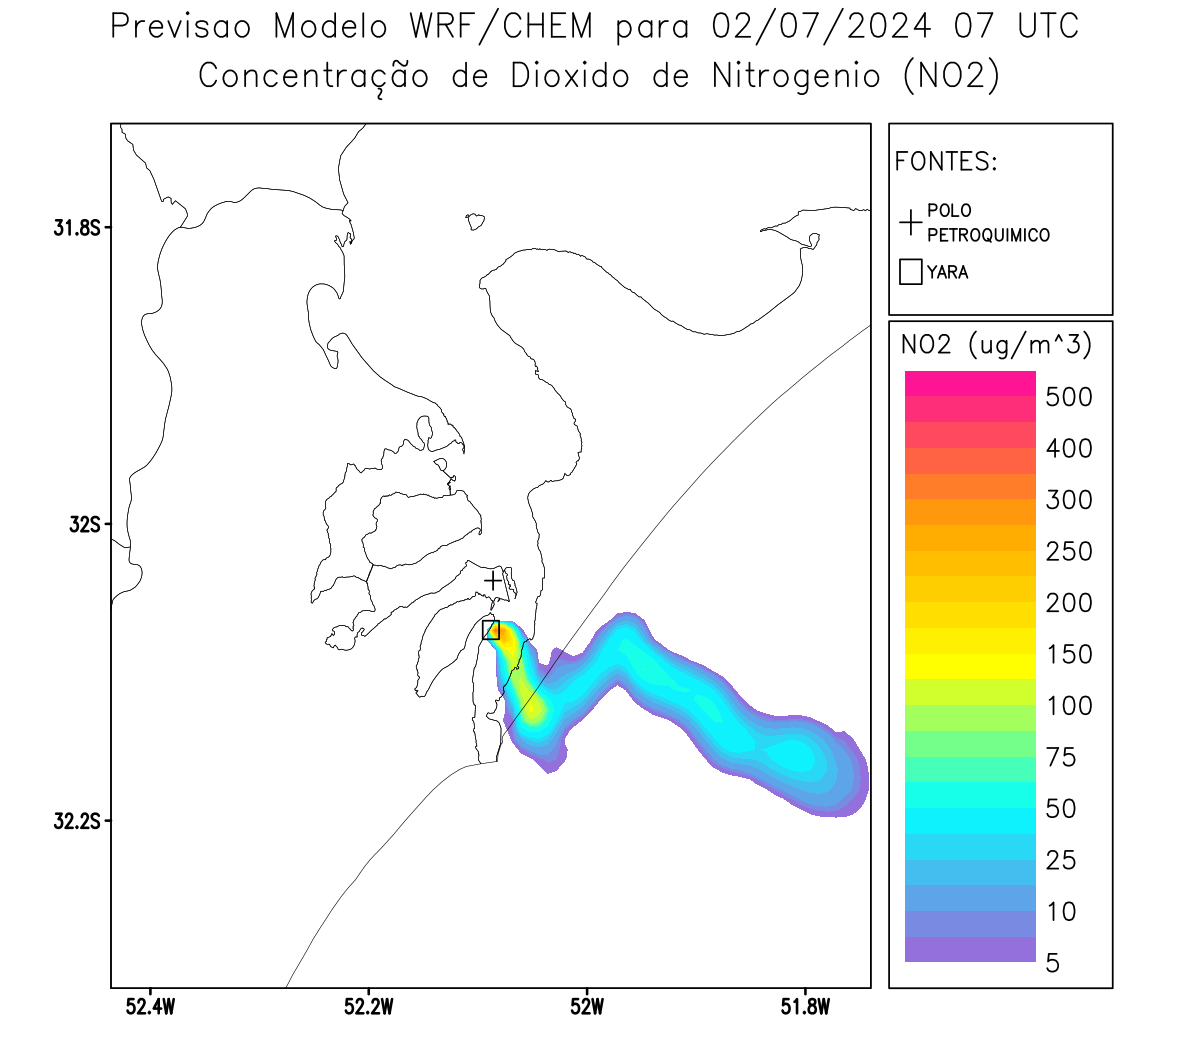 Previsao Modelo WRF/CHEM para 02/07/2024 07 UTC
Concentração de Dioxido de Nitrogenio (NO2)
FONTES:
POLO
PETROQUIMICO
YARA
NO2 (ug/m^3)
500
400
300
250
200
150
100
75
50
25
10
5
31.8S
32S
32.2S
52.4W
52.2W
52W
51.8W